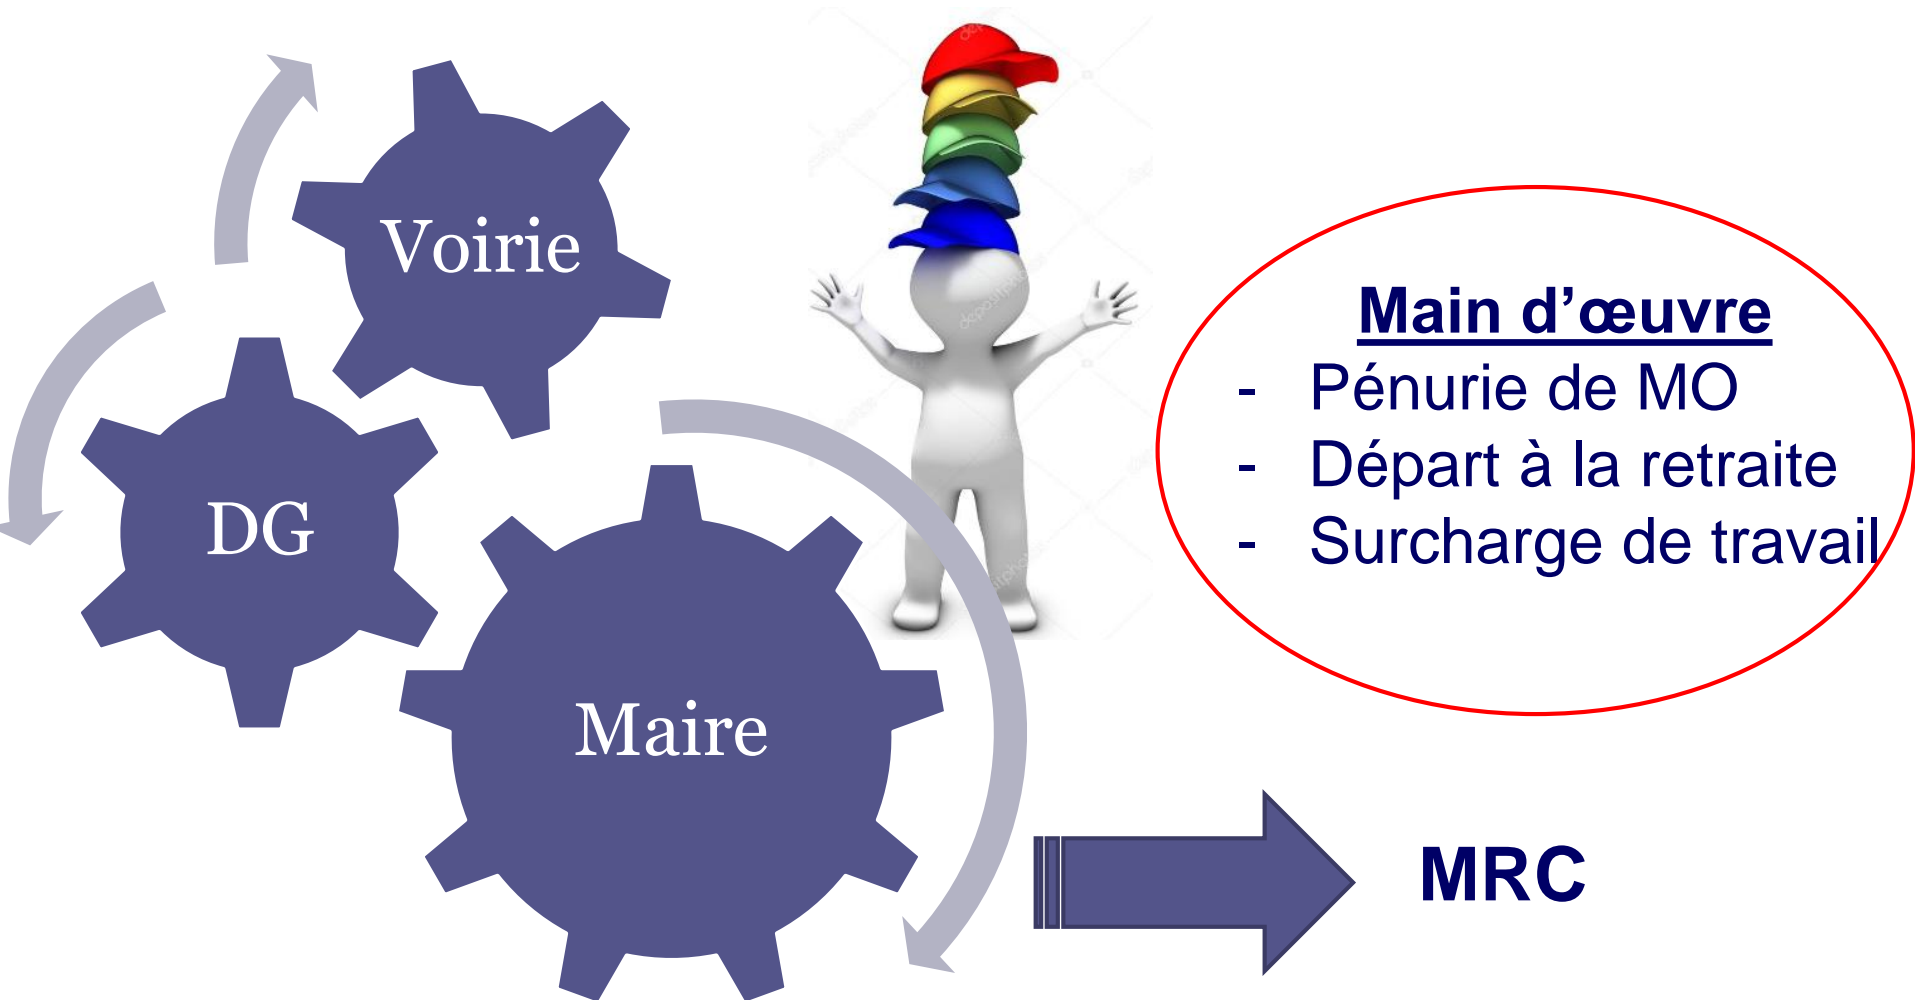 Voirie
DG
Maire
Main d’œuvre
- Pénurie de MO
- Départ à la retraite
- Surcharge de travail
MRC